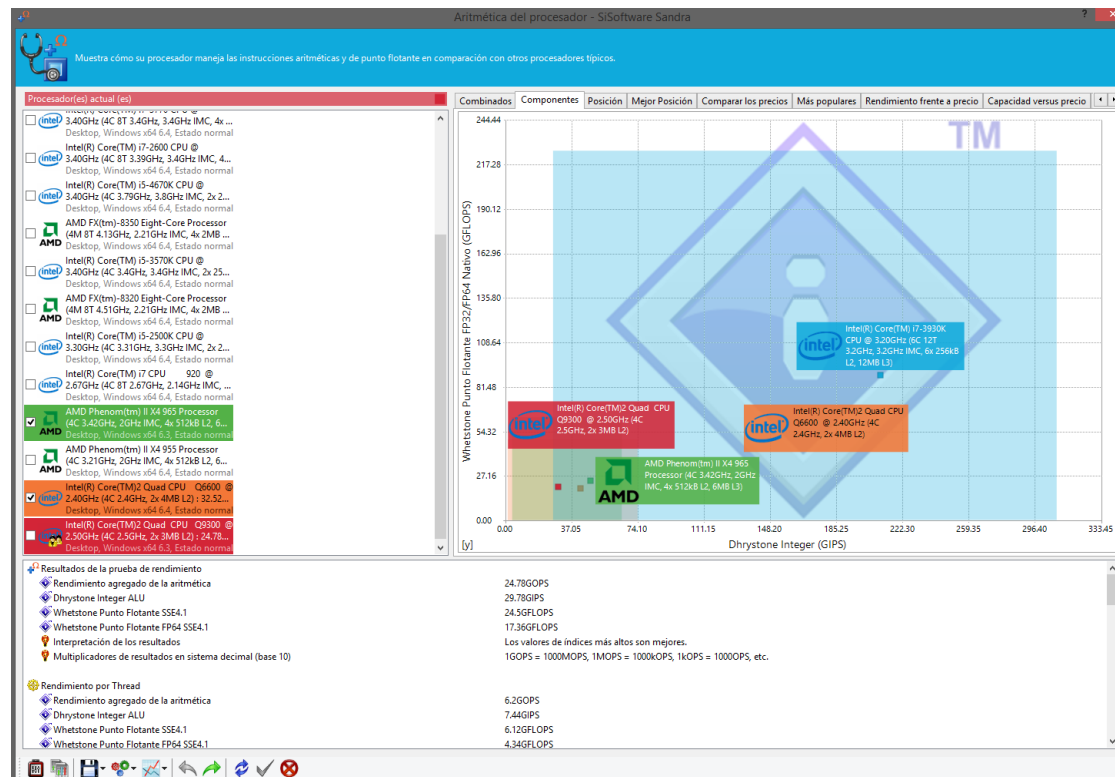 Aritmética del procesador - SiSoftware Sandra
?
Muestra cómo su procesador maneja las instrucciones aritméticas y de punto flotante en comparación con otros procesadores típicos.
Procesador(es) actual (es)
3.40GHz (4C 8T 3.4GHz, 3.4GHz IMC, 4x ...
Desktop, Windows x64 6.4, Estado normal
Intel(R) Core(TM) i7-2600 CPU @
3.40GHz (4C 8T 3.39GHz, 3.4GHz IMC, 4...
Desktop, Windows x64 6.4, Estado normal
Intel(R) Core(TM) i5-4670K CPU @
3.40GHz (4C 3.79GHz, 3.8GHz IMC, 2x 2...
Desktop, Windows x64 6.4, Estado normal
AMD FX(tm)-8350 Eight-Core Processor
(4M 8T 4.13GHz, 2.21GHz IMC, 4x 2MB ...
Desktop, Windows x64 6.4, Estado normal
Intel(R) Core(TM) i5-3570K CPU @
3.40GHz (4C 3.4GHz, 3.4GHz IMC, 2x 25...
Desktop, Windows x64 6.4, Estado normal
AMD FX(tm)-8320 Eight-Core Processor
(4M 8T 4.51GHz, 2.21GHz IMC, 4x 2MB ...
Desktop, Windows x64 6.4, Estado normal
Intel(R) Core(TM) i5-2500K CPU @
3.30GHz (4C 3.31GHz, 3.3GHz IMC, 2x 2...
Desktop, Windows x64 6.4, Estado normal
Intel(R) Core(TM) i7 CPU 920 @
2.67GHz (4C 8T 2.67GHz, 2.14GHz IMC, ...
Desktop, Windows x64 6.4, Estado normal
AMD Phenom(tm) II X4 965 Processor
(4C 3.42GHz, 2GHz IMC, 4x 512kB L2, 6...
Desktop, Windows x64 6.3, Estado normal
AMD Phenom(tm) II X4 955 Processor
(4C 3.21GHz, 2GHz IMC, 4x 512kB L2, 6...
Desktop, Windows x64 6.4, Estado normal
Intel(R) Core(TM)2 Quad CPU Q6600 @
2.40GHz (4C 2.4GHz, 2x 4MB L2) : 32.52...
Desktop, Windows x64 6.4, Estado normal
Intel(R) Core(TM)2 Quad CPU Q9300 @
2.50GHz (4C 2.5GHz, 2x 3MB L2) : 24.78...
Desktop, Windows x64 6.3, Estado normal
intel
AMD
Combinados Componentes Posición Mejor Posición Comparar los precios Más populares Rendimiento frente a precio Capacidad versus precio
TM
Whetstone Punto Flotante FP32/FP64 Nativo (GFLOPS)
244.44
217.28
190.12
162.96
135.80
108.64
81.48
54.32
27.16
0.00
Intel(R) Core(TM) i7-3930K
CPU @ 3.20GHz (6C 12T
3.2GHz, 3.2GHz IMC, 6x 256kB
L2, 12MB L3)
Intel(R) Core(TM)2 Quad CPU
Q9300 @ 2.50GHz (4C
2.5GHz, 2x 3MB L2)
Intel(R) Core(TM)2 Quad CPU
Q6600 @ 2.40GHz (4C
2.4GHz, 2x 4MB L2)
AMD Phenom(tm) II X4 965
Processor (4C 3.42GHz, 2GHz
IMC, 4x 512kB L2, 6MB L3)
AMD
0.00 37.05 74.10 111.15 148.20 185.25 222.30 259.35 296.40 333.45
[y] Dhrystone Integer (GIPS)
Resultados de la prueba de rendimiento
Rendimiento agregado de la aritmética 24.78GOPS
Dhrystone Integer ALU 29.78GIPS
Whetstone Punto Flotante SSE4.1 24.5GFLOPS
Whetstone Punto Flotante FP64 SSE4.1 17.36GFLOPS
Interpretación de los resultados Los valores de índices más altos son mejores.
Multiplicadores de resultados en sistema decimal (base 10) 1GOPS = 1000MOPS, 1MOPS = 1000kOPS, 1kOPS = 1000OPS, etc.
Rendimiento por Thread
Rendimiento agregado de la aritmética 6.2GOPS
Dhrystone Integer ALU 7.44GIPS
Whetstone Punto Flotante SSE4.1 6.12GFLOPS
Whetstone Punto Flotante FP64 SSE4.1 4.34GFLOPS